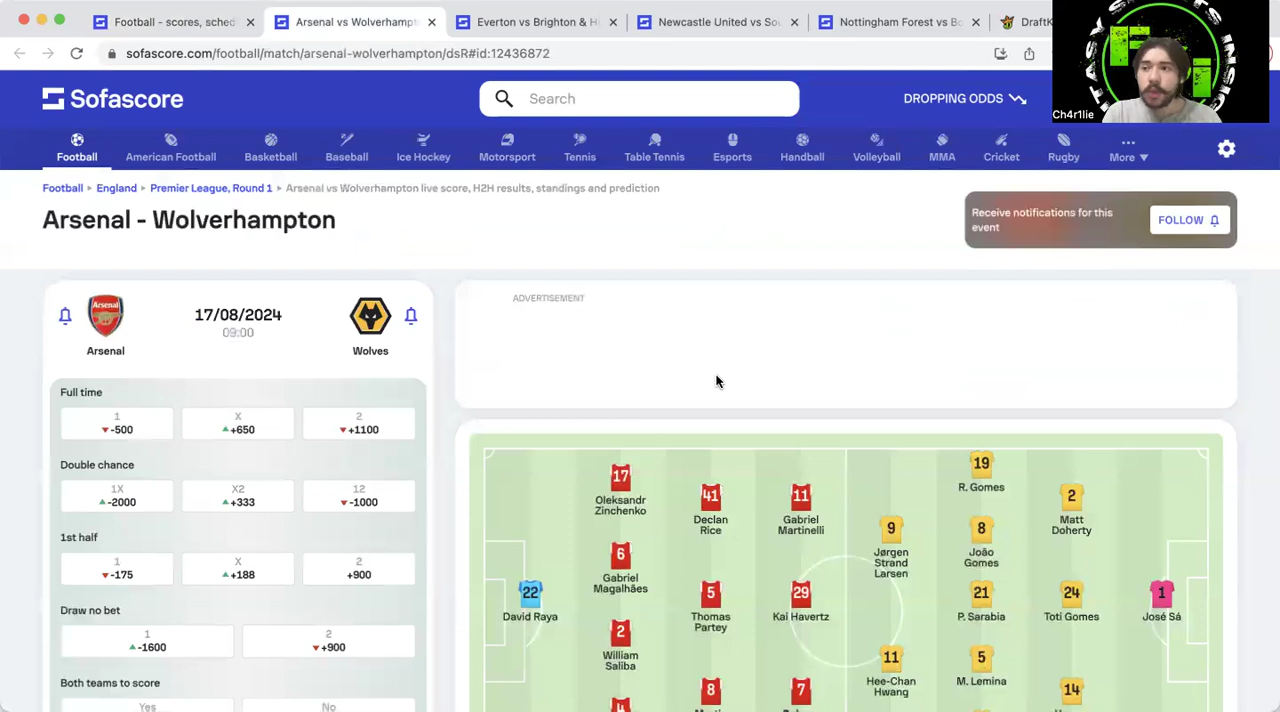 Football - scores, sched
Arsenal vs Wolverhampt
Everton vs Brighton & H
Newcastle United vs Sou
Nottingham Forest vs Bo
DraftK
sofascore.com/football/match/arsenal-wolverhampton/dsR#id:12436872
Ch4r1lie
Sofascore
Search
DROPPING ODDS
Football
American Football
Basketball
Baseball
Ice Hockey
Motorsport
Tennis
Table Tennis
Esports
Handball
Volleyball
MMA
Cricket
Rugby
More
Football England Premier League, Round 1 Arsenal vs Wolverhampton live score, H2H results, standings and prediction
Arsenal - Wolverhampton
Receive notifications for this
event
FOLLOW
Arsenal
17/08/2024
09:00
Arsenal
Wolves
ADVERTISEMENT
Full time
1 X 2
-500 +650 +1100
Double chance
1X X2 12
-2000 +333 -1000
1st half
1 X 2
-175 +188 +900
Draw no bet
1 2
-1600 +900
Both teams to score
Yes No
17
Oleksandr
Zinchenko
6
Gabriel
Magalhães
22
David Raya
2
William
Saliba
4
41
Declan
Rice
5
Thomas
Partey
8
11
Gabriel
Martinelli
29
Kai Havertz
7
9
Jørgen
Strand
Larsen
11
Hee-Chan
Hwang
19
R. Gomes
8
João
Gomes
21
P. Sarabia
5
M. Lemina
2
Matt
Doherty
24
Toti Gomes
14
1
José Sá